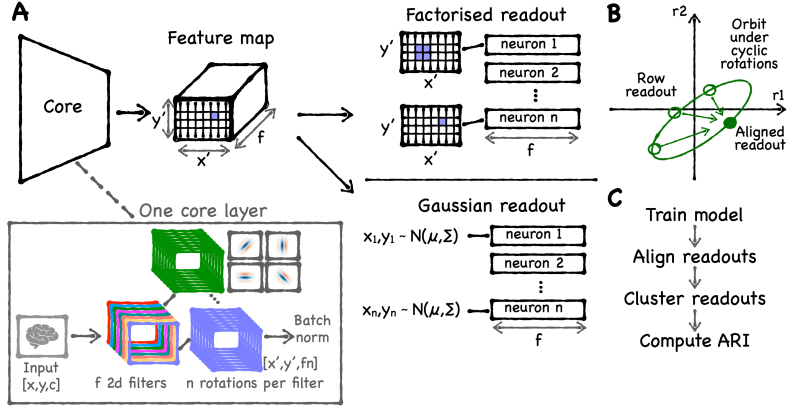 A
Core
Feature map
y'
x'
f
Factorised readout
y'
x'
neuron 1
neuron 2
neuron n
y'
x'
f
Gaussian readout
x₁,y₁ ~ N(μ,Σ)
neuron 1
neuron 2
xₙ,yₙ ~ N(μ,Σ)
neuron n
f
One core layer
Input
[x,y,c]
f 2d filters
n rotations
Batch
norm
[x',y',fn]
per filter
B
r2
Orbit
under
cyclic
rotations
Row
readout
r1
Aligned
readout
C
Train model
Align readouts
Cluster readouts
Compute ARI